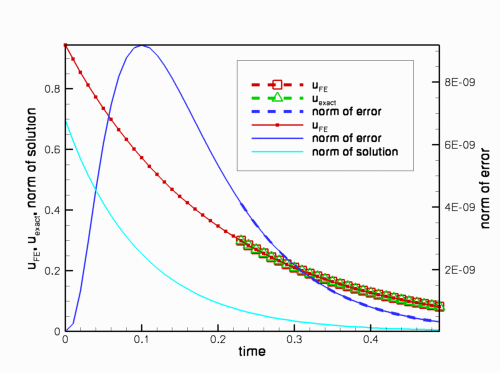 u_FE
u_exact
norm of error
u_FE
norm of error
norm of solution
0.8
0.6
0.4
0.2
0
8E-09
6E-09
4E-09
2E-09
0
0.1
0.2
0.3
0.4
time
u_FE, u_exact, norm of solution
norm of error